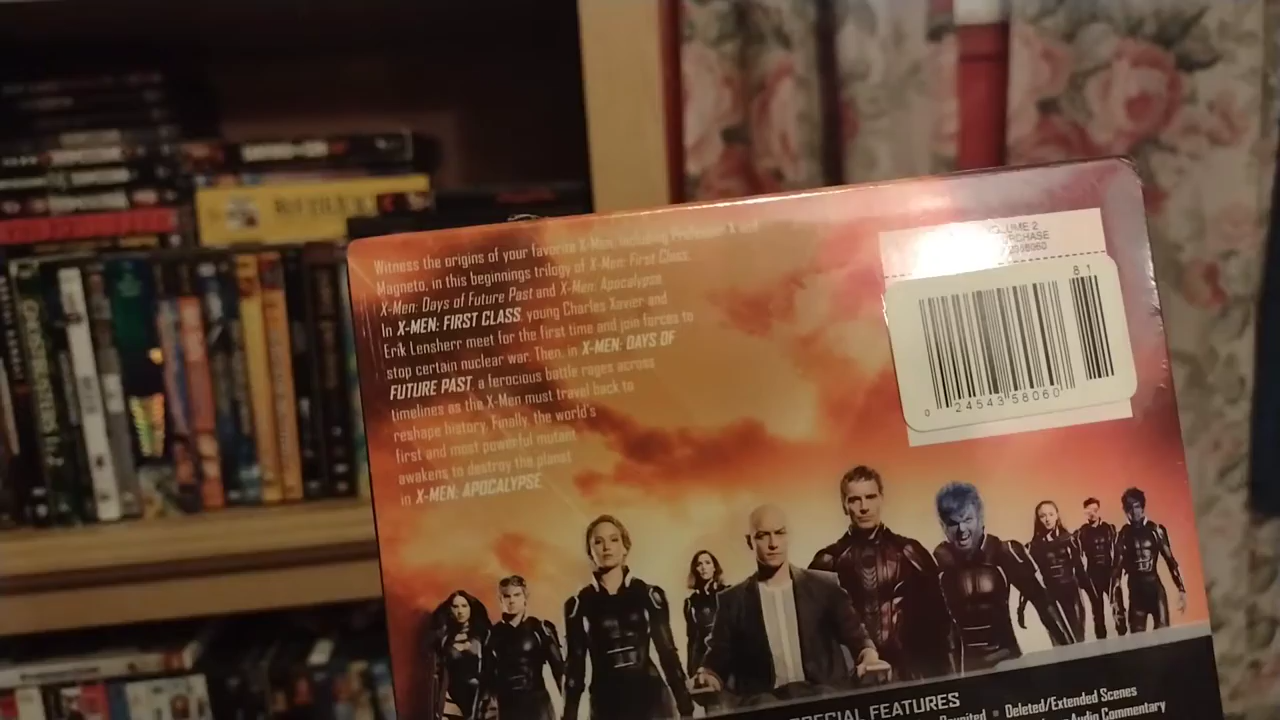 Witness the origins of your favorite X-Men, including Professor X and
Magneto, in this beginnings trilogy of X-Men: First Class,
X-Men: Days of Future Past and X-Men: Apocalypse.
In X-MEN: FIRST CLASS, young Charles Xavier and
Erik Lensherr meet for the first time and join forces to
stop certain nuclear war. Then, in X-MEN: DAYS OF
FUTURE PAST, a ferocious battle rages across
timelines as the X-Men must travel back to
reshape history. Finally, the world's
first and most powerful mutant
awakens to destroy the planet
in X-MEN: APOCALYPSE.
VOLUME 2
81
0 24543 58060
SPECIAL FEATURES
Deleted/Extended Scenes
Audio Commentary